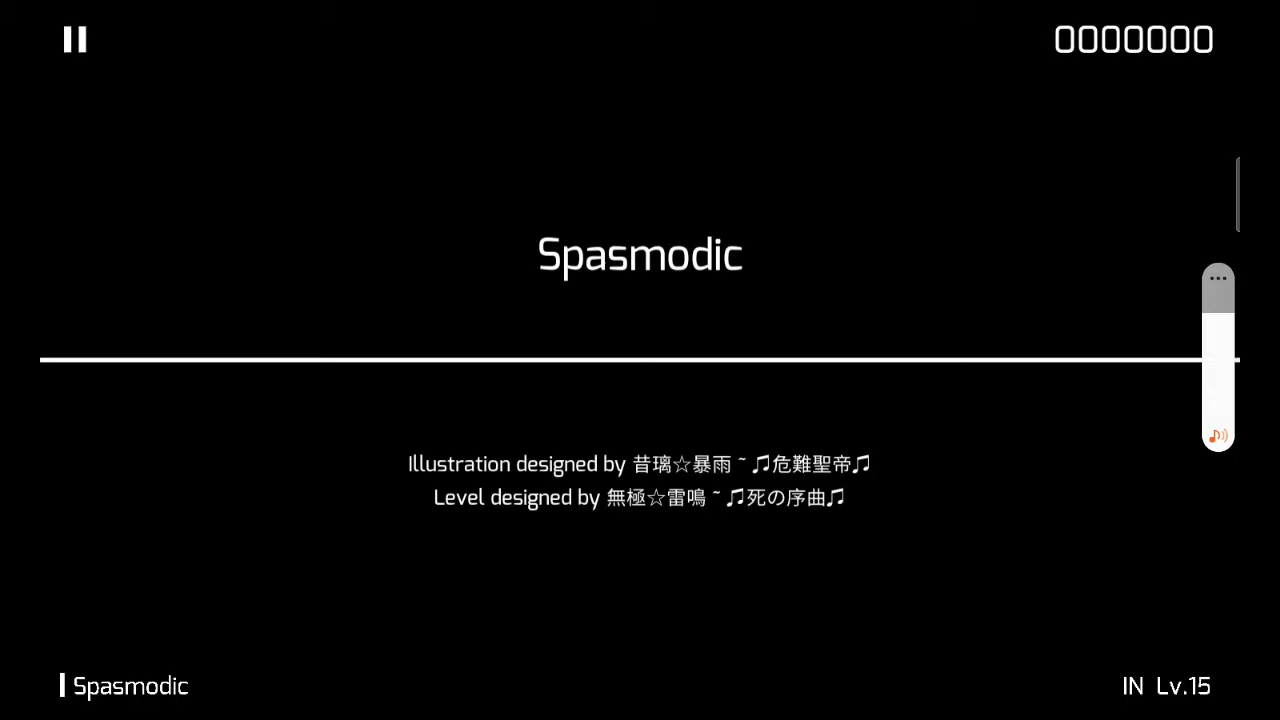 0000000
Spasmodic
Illustration designed by 昔璃☆暴雨 ~ ♫危難聖帝♫
Level designed by 無極☆雷鳴 ~ ♫死の序曲♫
Spasmodic
IN Lv.15